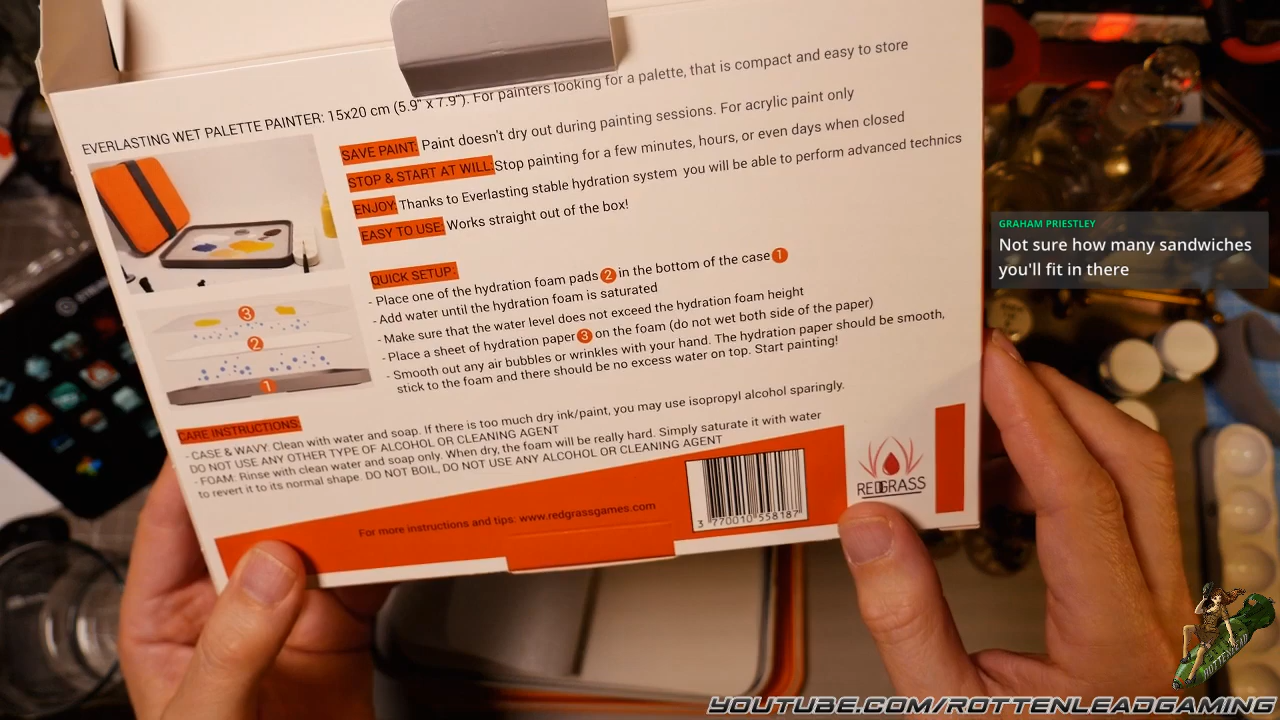 EVERLASTING WET PALETTE PAINTER: 15x20 cm (5.9" x 7.9"). For painters looking for a palette, that is compact and easy to store
SAVE PAINT: Paint doesn't dry out during painting sessions. For acrylic paint only
STOP & START AT WILL: Stop painting for a few minutes, hours, or even days when closed
ENJOY: Thanks to Everlasting stable hydration system you will be able to perform advanced technics
EASY TO USE: Works straight out of the box!
QUICK SETUP:
- Place one of the hydration foam pads 2 in the bottom of the case 1
- Add water until the hydration foam is saturated
- Make sure that the water level does not exceed the hydration foam height
- Place a sheet of hydration paper 3 on the foam (do not wet both side of the paper)
- Smooth out any air bubbles or wrinkles with your hand. The hydration paper should be smooth,
stick to the foam and there should be no excess water on top. Start painting!
3
2
1
CARE INSTRUCTIONS:
- CASE & WAVY: Clean with water and soap. If there is too much dry ink/paint, you may use isopropyl alcohol sparingly.
DO NOT USE ANY OTHER TYPE OF ALCOHOL OR CLEANING AGENT
- FOAM: Rinse with clean water and soap only. When dry, the foam will be really hard. Simply saturate it with water
to revert it to its normal shape. DO NOT BOIL, DO NOT USE ANY ALCOHOL OR CLEANING AGENT
For more instructions and tips: www.redgrassgames.com
3 770010 558187
REDGRASS
GRAHAM PRIESTLEY
Not sure how many sandwiches
you'll fit in there
ROTTENLEAD
YOUTUBE.COM/ROTTENLEADGAMING